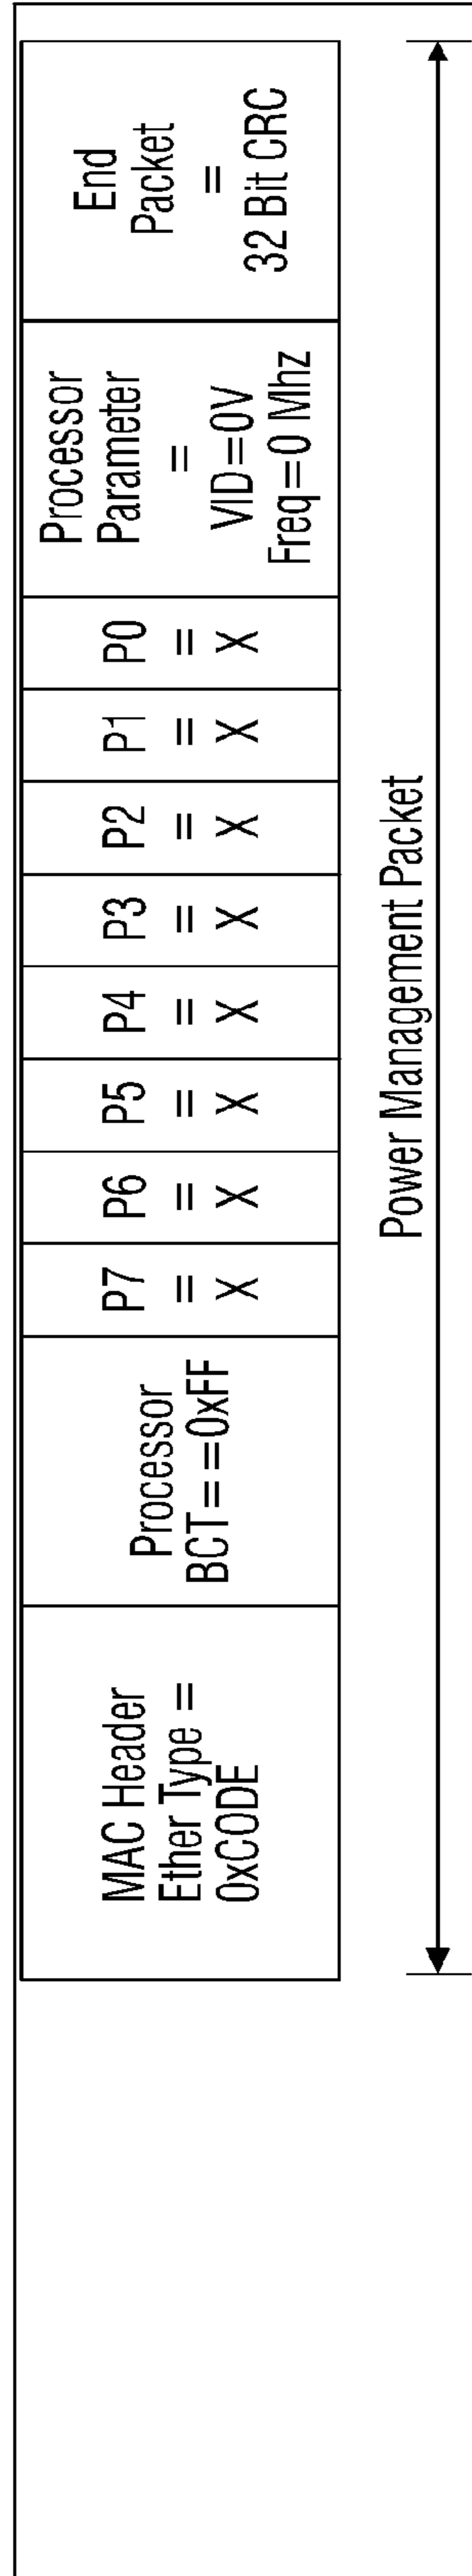 MAC Header
Ether Type =
0xCODE
Processor
BCT==0xFF
P7
=
X
P6
=
X
P5
=
X
P4
=
X
P3
=
X
P2
=
X
P1
=
X
P0
=
X
Processor
Parameter
=
VID=0V
Freq=0 Mhz
End
Packet
=
32 Bit CRC
Power Management Packet